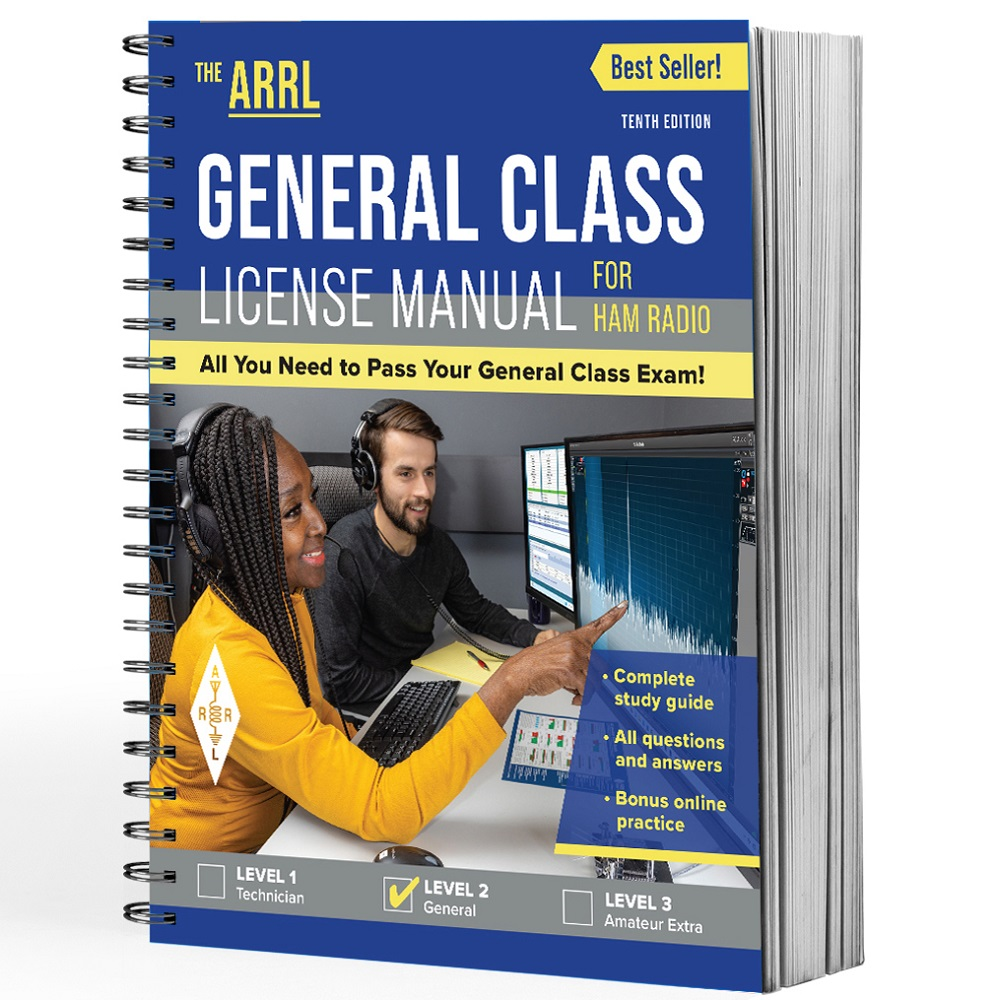 THE ARRL
Best Seller!
TENTH EDITION
GENERAL CLASS
LICENSE MANUAL
FOR
HAM RADIO
All You Need to Pass Your General Class Exam!
A
R R
L
• Complete
study guide
• All questions
and answers
• Bonus online
practice
LEVEL 1
Technician
LEVEL 2
General
LEVEL 3
Amateur Extra